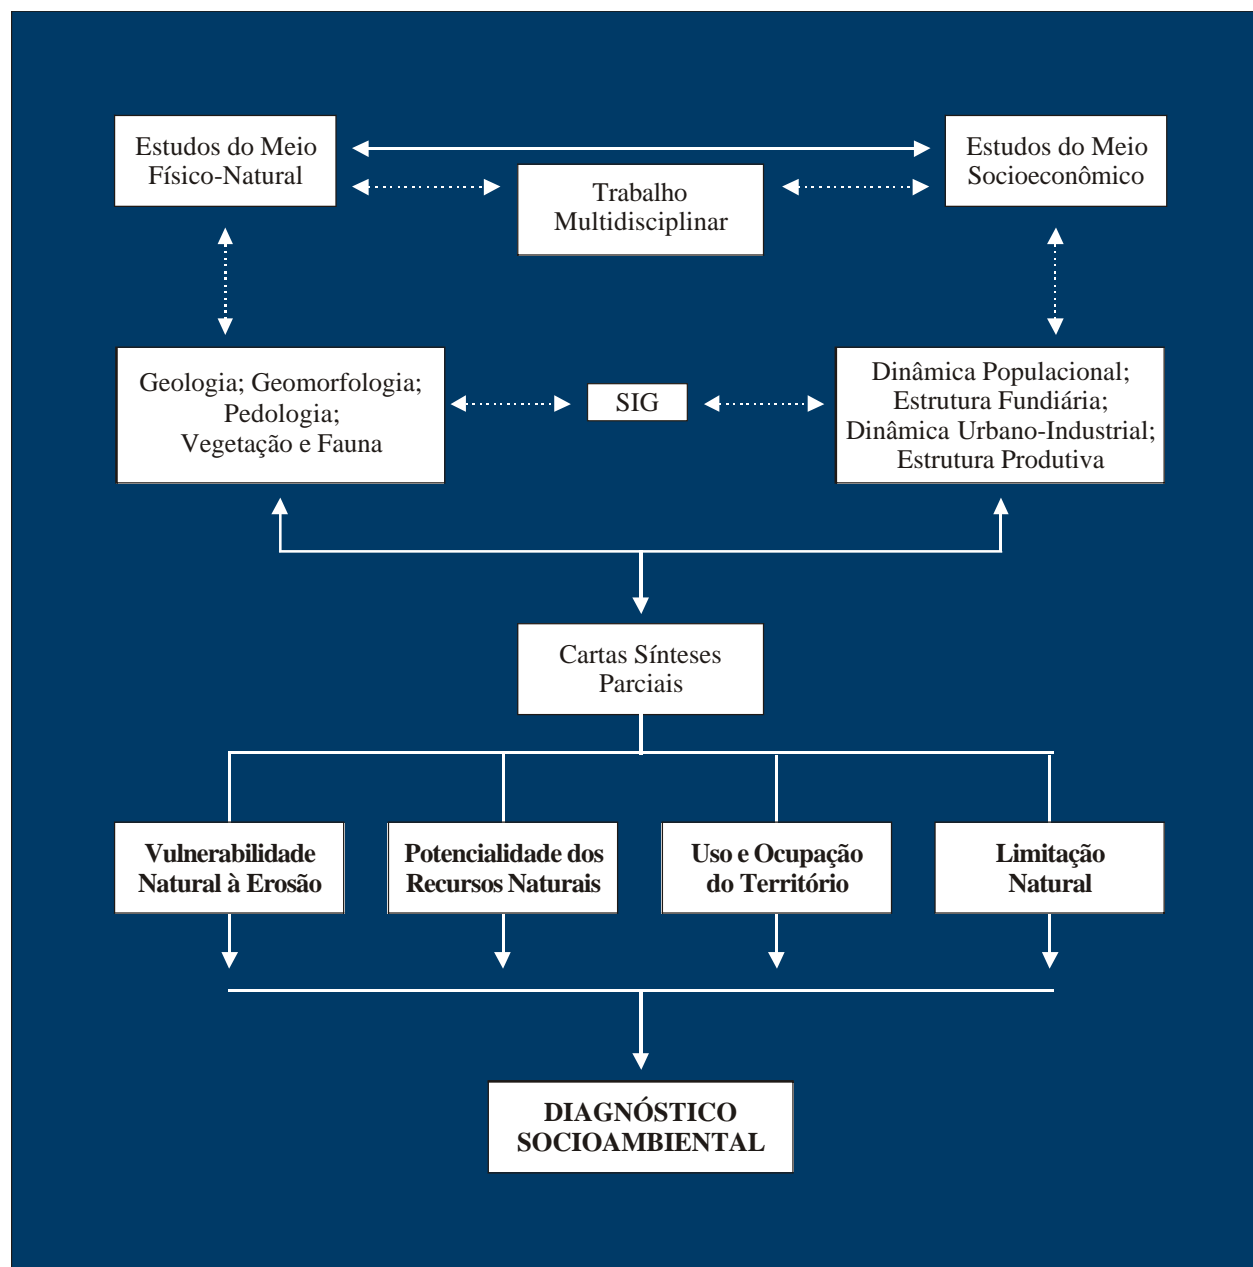 Estudos do Meio
Físico-Natural
Estudos do Meio
Socioeconômico
Trabalho
Multidisciplinar
Geologia; Geomorfologia;
Pedologia;
Vegetação e Fauna
SIG
Dinâmica Populacional;
Estrutura Fundiária;
Dinâmica Urbano-Industrial;
Estrutura Produtiva
Cartas Sínteses
Parciais
Vulnerabilidade
Natural à Erosão
Potencialidade dos
Recursos Naturais
Uso e Ocupação
do Território
Limitação
Natural
DIAGNÓSTICO
SOCIOAMBIENTAL